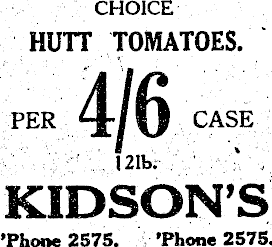 CHOICE
HUTT TOMATOES.
PER 4/6 CASE
12lb.
KIDSON'S
'Phone 2575. 'Phone 2575.